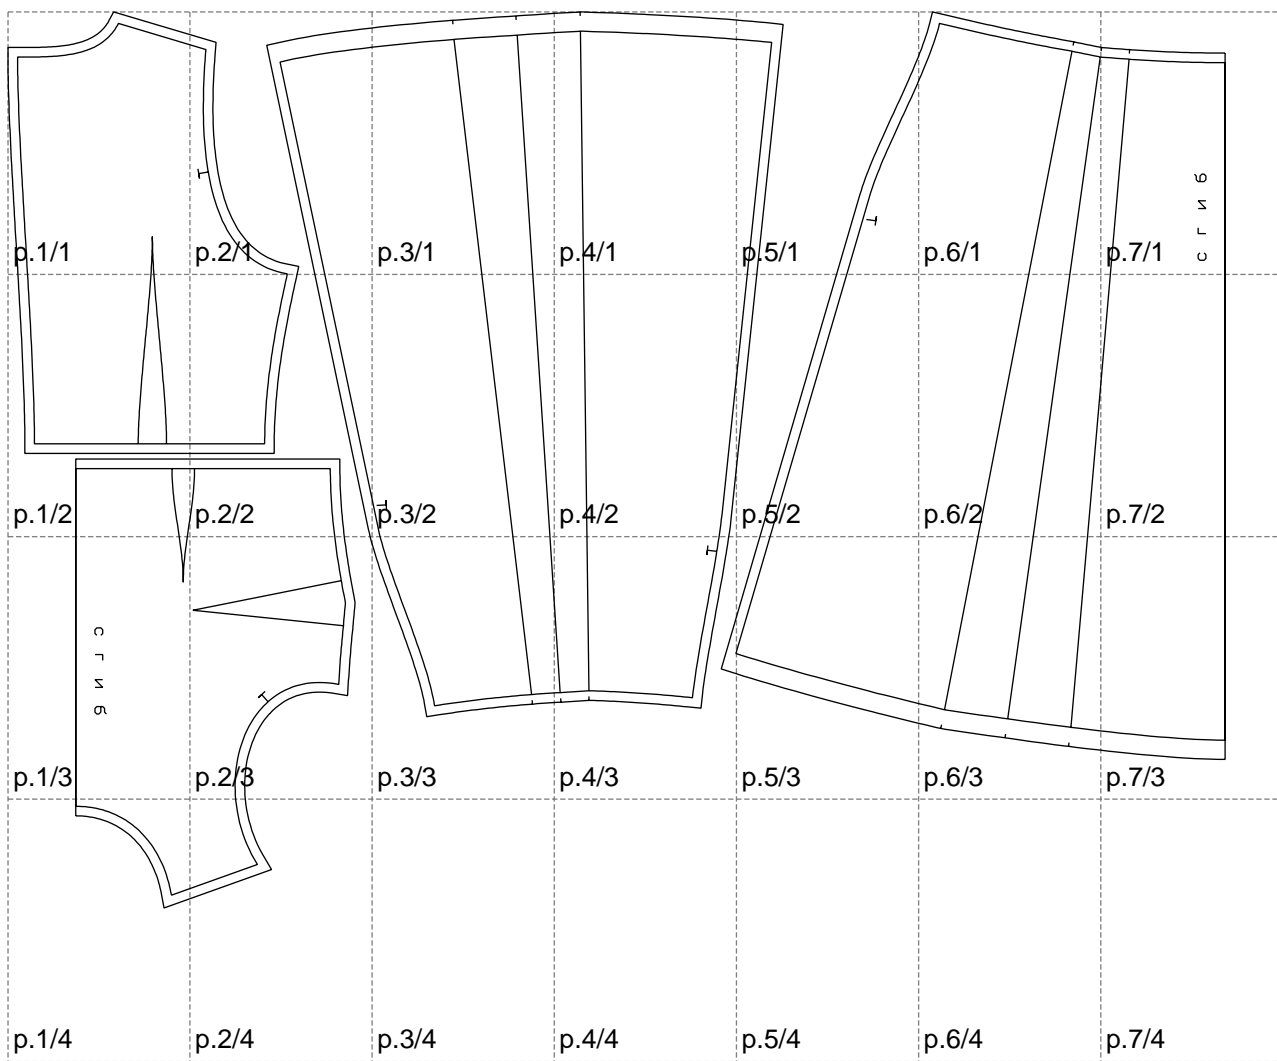 с г и б
p.1/1 p.2/1 p.3/1 p.4/1 p.5/1 p.6/1 p.7/1
p.1/2 p.2/2 p.3/2 p.4/2 p.5/2 p.6/2 p.7/2
с г и б
p.1/3 p.2/3 p.3/3 p.4/3 p.5/3 p.6/3 p.7/3
p.1/4 p.2/4 p.3/4 p.4/4 p.5/4 p.6/4 p.7/4